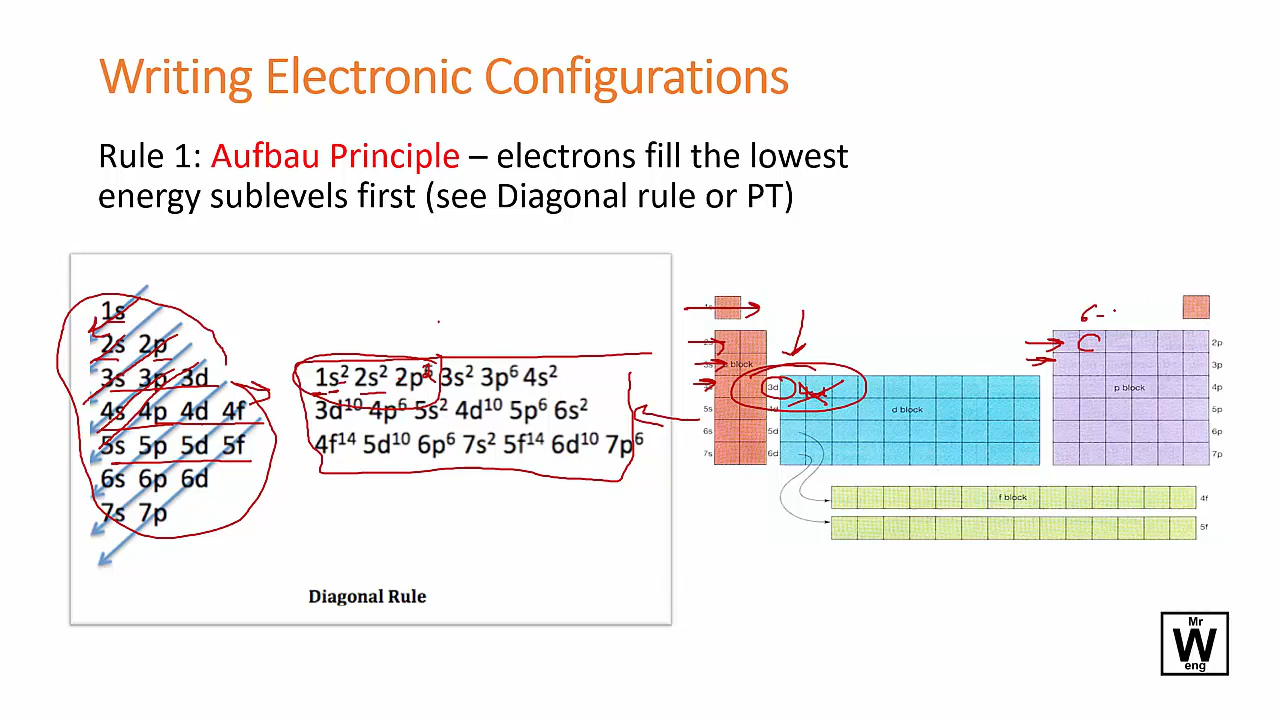 Writing Electronic Configurations
Rule 1: Aufbau Principle – electrons fill the lowest
energy sublevels first (see Diagonal rule or PT)
1s
2s 2p
3s 3p 3d
4s 4p 4d 4f
5s 5p 5d 5f
6s 6p 6d
7s 7p
1s² 2s² 2p 3s² 3p⁶ 4s²
3d¹⁰ 4p⁶ 5s² 4d¹⁰ 5p⁶ 6s²
4f¹⁴ 5d¹⁰ 6p⁶ 7s² 5f¹⁴ 6d¹⁰ 7p⁶
Diagonal Rule
block
5s
6s
7s
3d
5d
6d
d block
C
p block
2p
3p
4p
5p
6p
7p
f block
4f
5f
Mr
W
eng